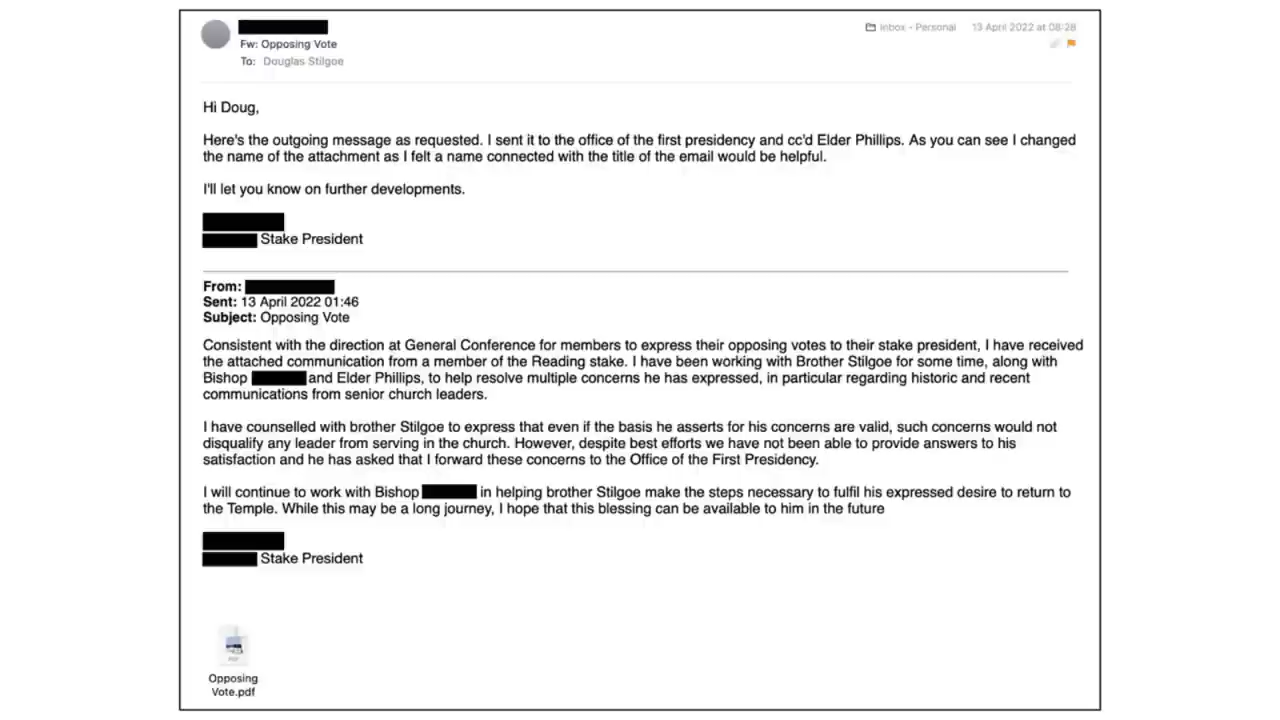 Inbox - Personal 13 April 2022 at 08:28
Fw: Opposing Vote
To: Douglas Stilgoe
Hi Doug,
Here's the outgoing message as requested. I sent it to the office of the first presidency and cc'd Elder Phillips. As you can see I changed
the name of the attachment as I felt a name connected with the title of the email would be helpful.
I'll let you know on further developments.
Stake President
From:
Sent: 13 April 2022 01:46
Subject: Opposing Vote
Consistent with the direction at General Conference for members to express their opposing votes to their stake president, I have received
the attached communication from a member of the Reading stake. I have been working with Brother Stilgoe for some time, along with
Bishop and Elder Phillips, to help resolve multiple concerns he has expressed, in particular regarding historic and recent
communications from senior church leaders.
I have counselled with brother Stilgoe to express that even if the basis he asserts for his concerns are valid, such concerns would not
disqualify any leader from serving in the church. However, despite best efforts we have not been able to provide answers to his
satisfaction and he has asked that I forward these concerns to the Office of the First Presidency.
I will continue to work with Bishop in helping brother Stilgoe make the steps necessary to fulfil his expressed desire to return to
the Temple. While this may be a long journey, I hope that this blessing can be available to him in the future
Stake President
PDF
Opposing
Vote.pdf